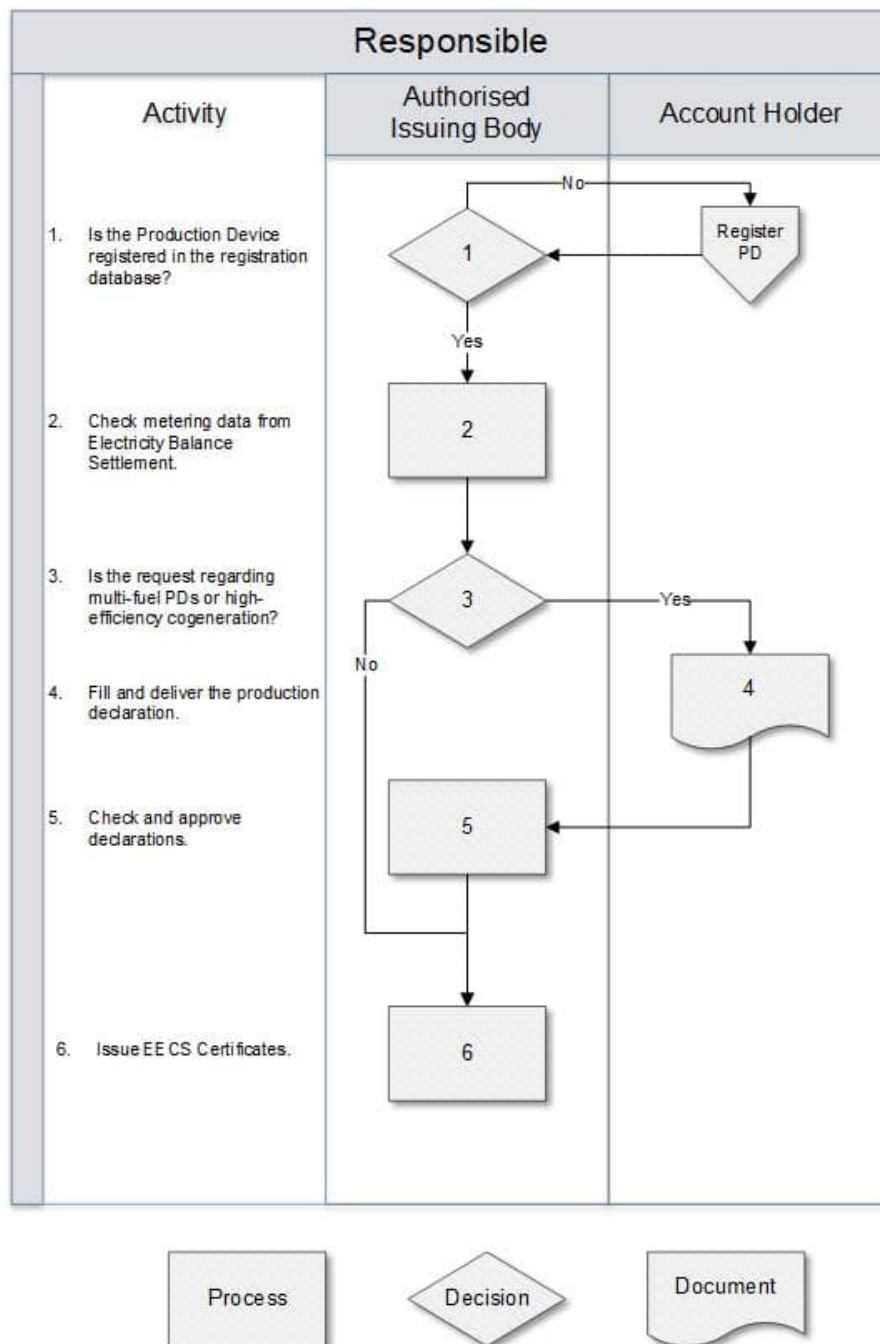 Responsible
Activity
Authorised
Issuing Body
Account Holder
No
1. Is the Production Device
registered in the registration
database?
1
Register
PD
Yes
2. Check metering data from
Electricity Balance
Settlement.
2
3. Is the request regarding
multi-fuel PDs or high-
efficiency cogeneration?
3
Yes
No
4. Fill and deliver the production
declaration.
4
5. Check and approve
declarations.
5
6. Issue EECS Certificates.
6
Process
Decision
Document